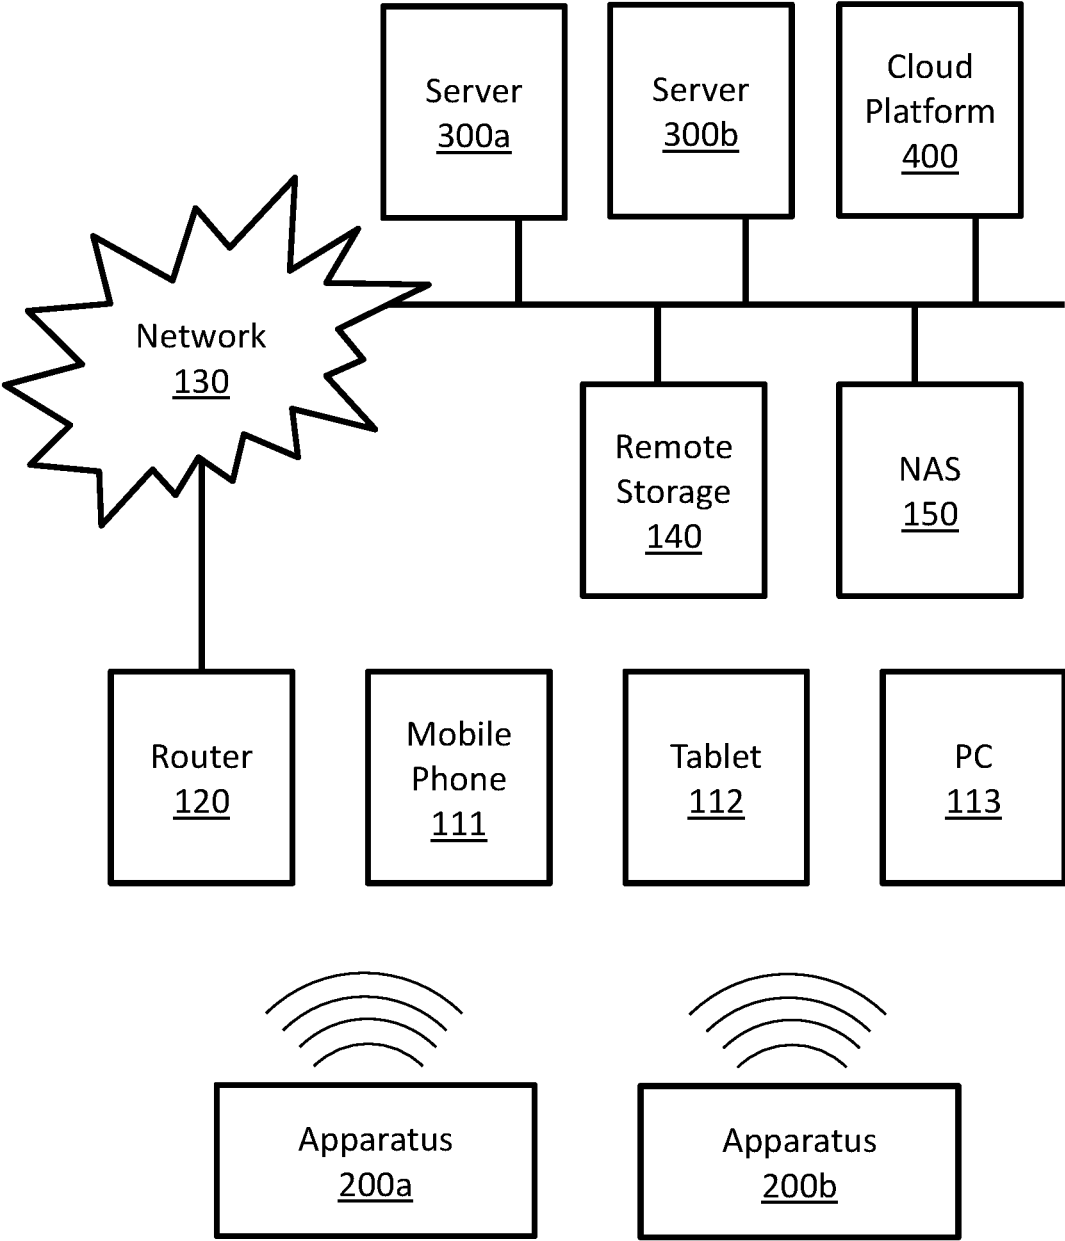 Server
300a
Server
300b
Cloud
Platform
400
Network
130
Remote
Storage
140
NAS
150
Router
120
Mobile
Phone
111
Tablet
112
PC
113
Apparatus
200a
Apparatus
200b